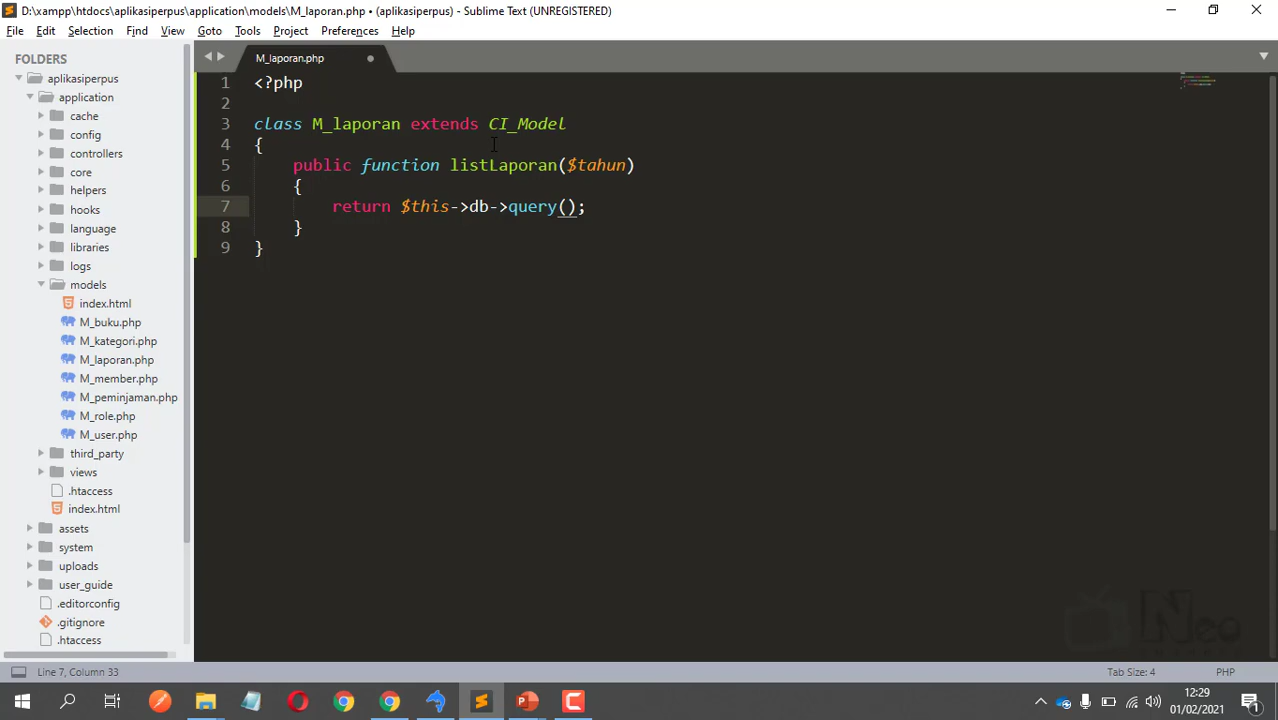 D:\xampp\htdocs\aplikasiperpus\application\models\M_laporan.php • (aplikasiperpus) - Sublime Text (UNREGISTERED)
File Edit Selection Find View Goto Tools Project Preferences Help
FOLDERS
aplikasiperpus
application
cache
config
controllers
core
helpers
hooks
language
libraries
logs
models
index.html
M_buku.php
M_kategori.php
M_laporan.php
M_member.php
M_peminjaman.php
M_role.php
M_user.php
third_party
views
.htaccess
index.html
assets
system
uploads
user_guide
.editorconfig
.gitignore
.htaccess
M_laporan.php
1 <?php
2
3 class M_laporan extends CI_Model
4 {
5 public function listLaporan($tahun)
6 {
7 return $this->db->query();
8 }
9 }
Neo
Line 7, Column 33
Tab Size: 4
PHP
12:29
01/02/2021
1